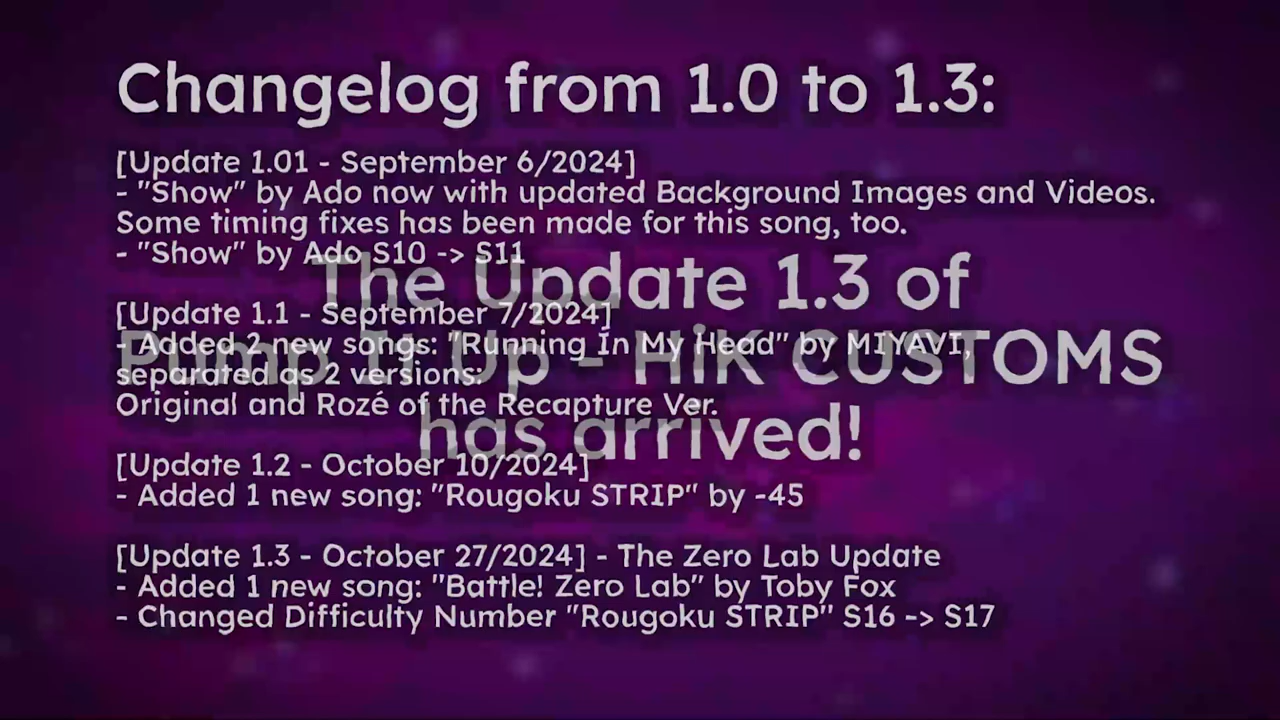 Changelog from 1.0 to 1.3:
[Update 1.01 - September 6/2024]
- "Show" by Ado now with updated Background Images and Videos.
Some timing fixes has been made for this song, too.
- "Show" by Ado S10 -> S11
[Update 1.1 - September 7/2024]
- Added 2 new songs: "Running In My Head" by MIYAVI,
separated as 2 versions:
Original and Rozé of the Recapture Ver.
[Update 1.2 - October 10/2024]
- Added 1 new song: "Rougoku STRIP" by -45
[Update 1.3 - October 27/2024] - The Zero Lab Update
- Added 1 new song: "Battle! Zero Lab" by Toby Fox
- Changed Difficulty Number "Rougoku STRIP" S16 -> S17
The Update 1.3 of
Pump It Up - HiK CUSTOMS
has arrived!